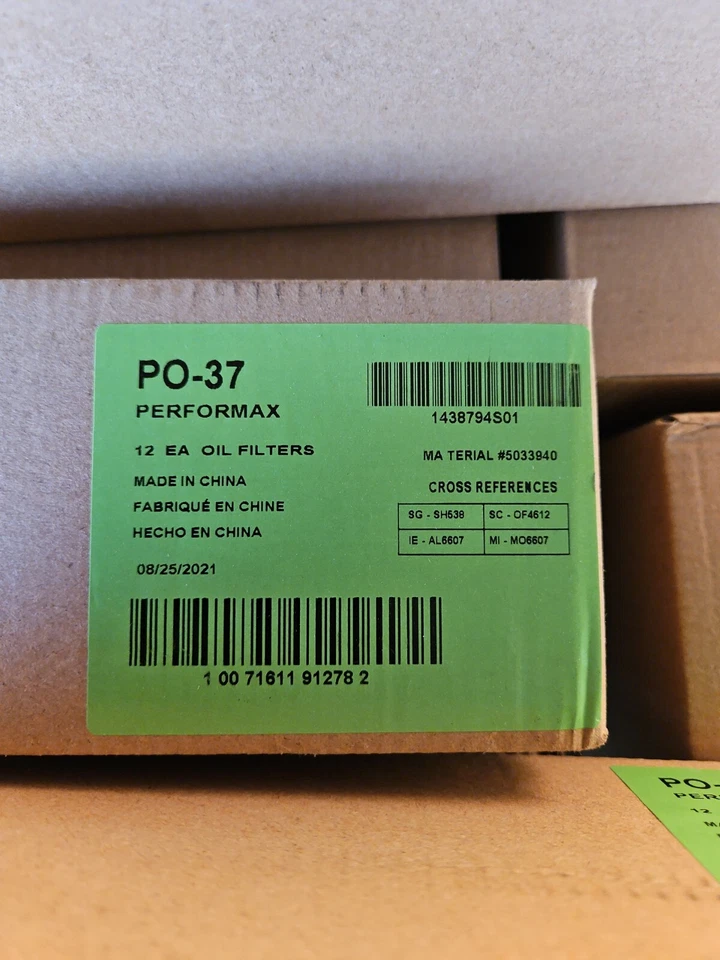 PO-37
PERFORMAX
12 EA OIL FILTERS
MADE IN CHINA
FABRIQUÉ EN CHINE
HECHO EN CHINA
08/25/2021
1 00 71611 91278 2
1438794S01
MA TERIAL #5033940
CROSS REFERENCES
SG - SH538 SC - OF4612
IE - AL6607 MI - MO6607
PO-
PER
12